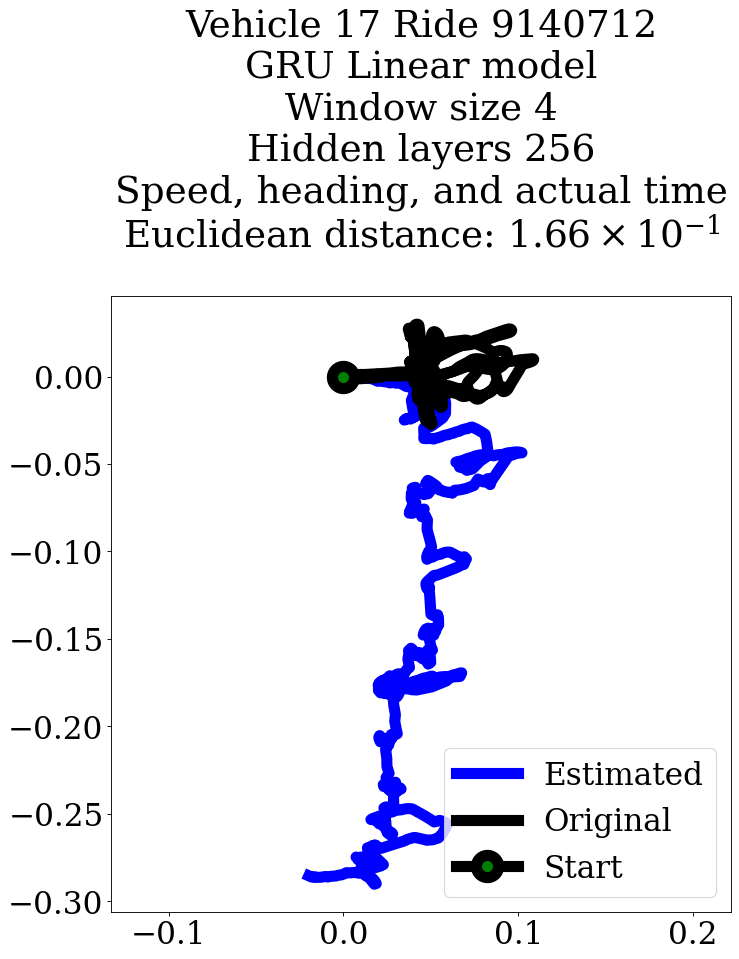 Vehicle 17 Ride 9140712
GRU Linear model
Window size 4
Hidden layers 256
Speed, heading, and actual time
Euclidean distance: 1.66 × 10⁻¹
0.00
−0.05
−0.10
−0.15
−0.20
−0.25
−0.30
Estimated
Original
Start
−0.1
0.0
0.1
0.2